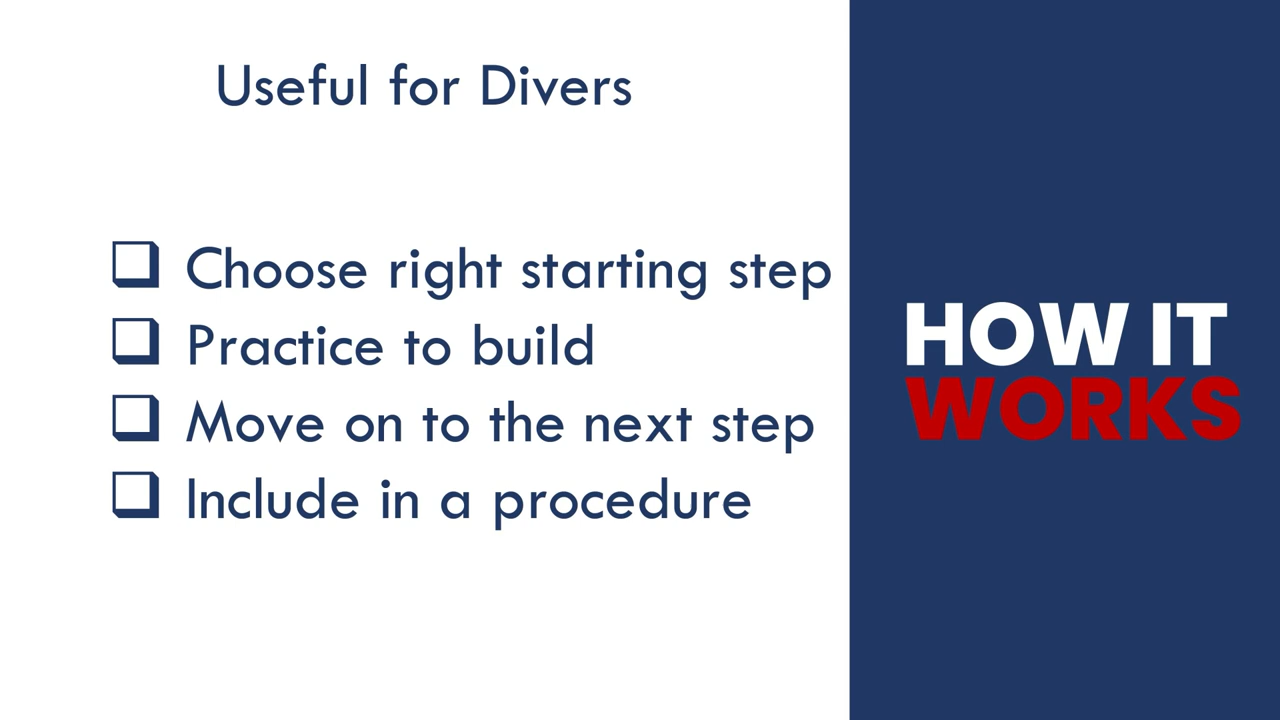 Useful for Divers
Choose right starting step
Practice to build
Move on to the next step
Include in a procedure
HOW IT
WORKS